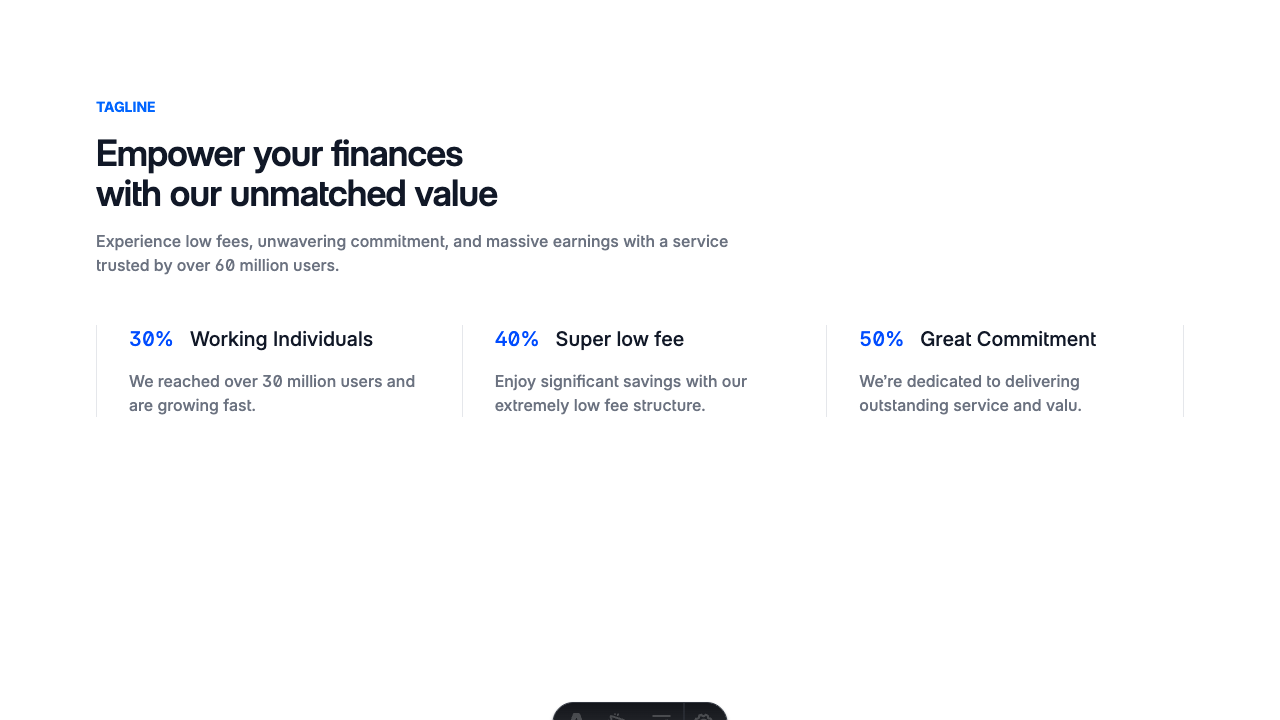 TAGLINE
Empower your finances
with our unmatched value
Experience low fees, unwavering commitment, and massive earnings with a service
trusted by over 60 million users.
30% Working Individuals
We reached over 30 million users and
are growing fast.
40% Super low fee
Enjoy significant savings with our
extremely low fee structure.
50% Great Commitment
We're dedicated to delivering
outstanding service and valu.